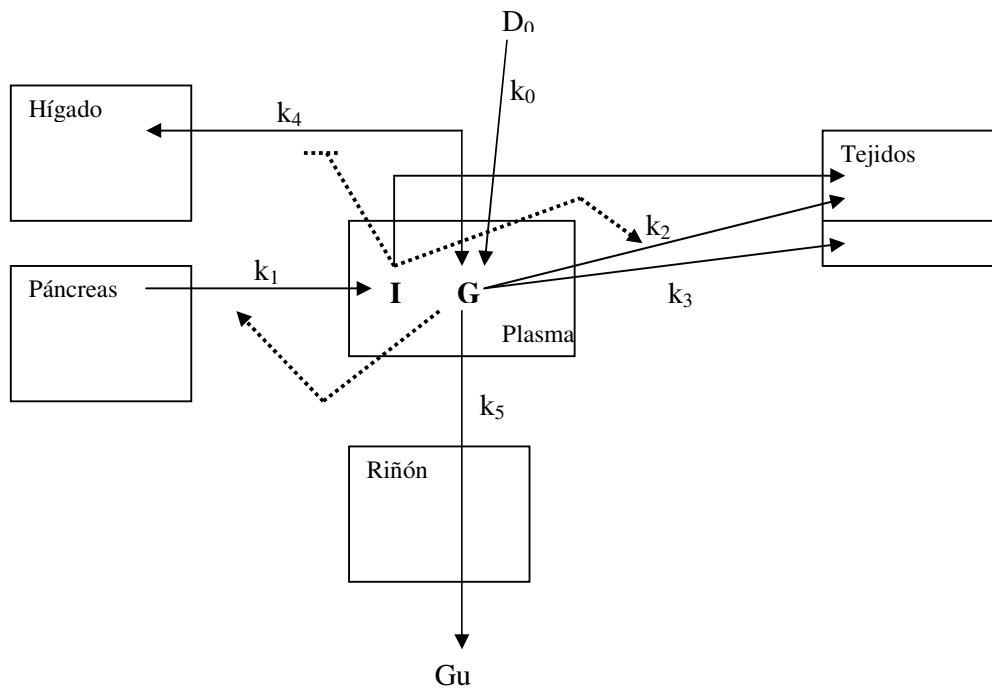 D₀
k₀
Hígado
k₄
Tejidos
k₂
Páncreas
k₁
I
G
k₃
Plasma
k₅
Riñón
Gu